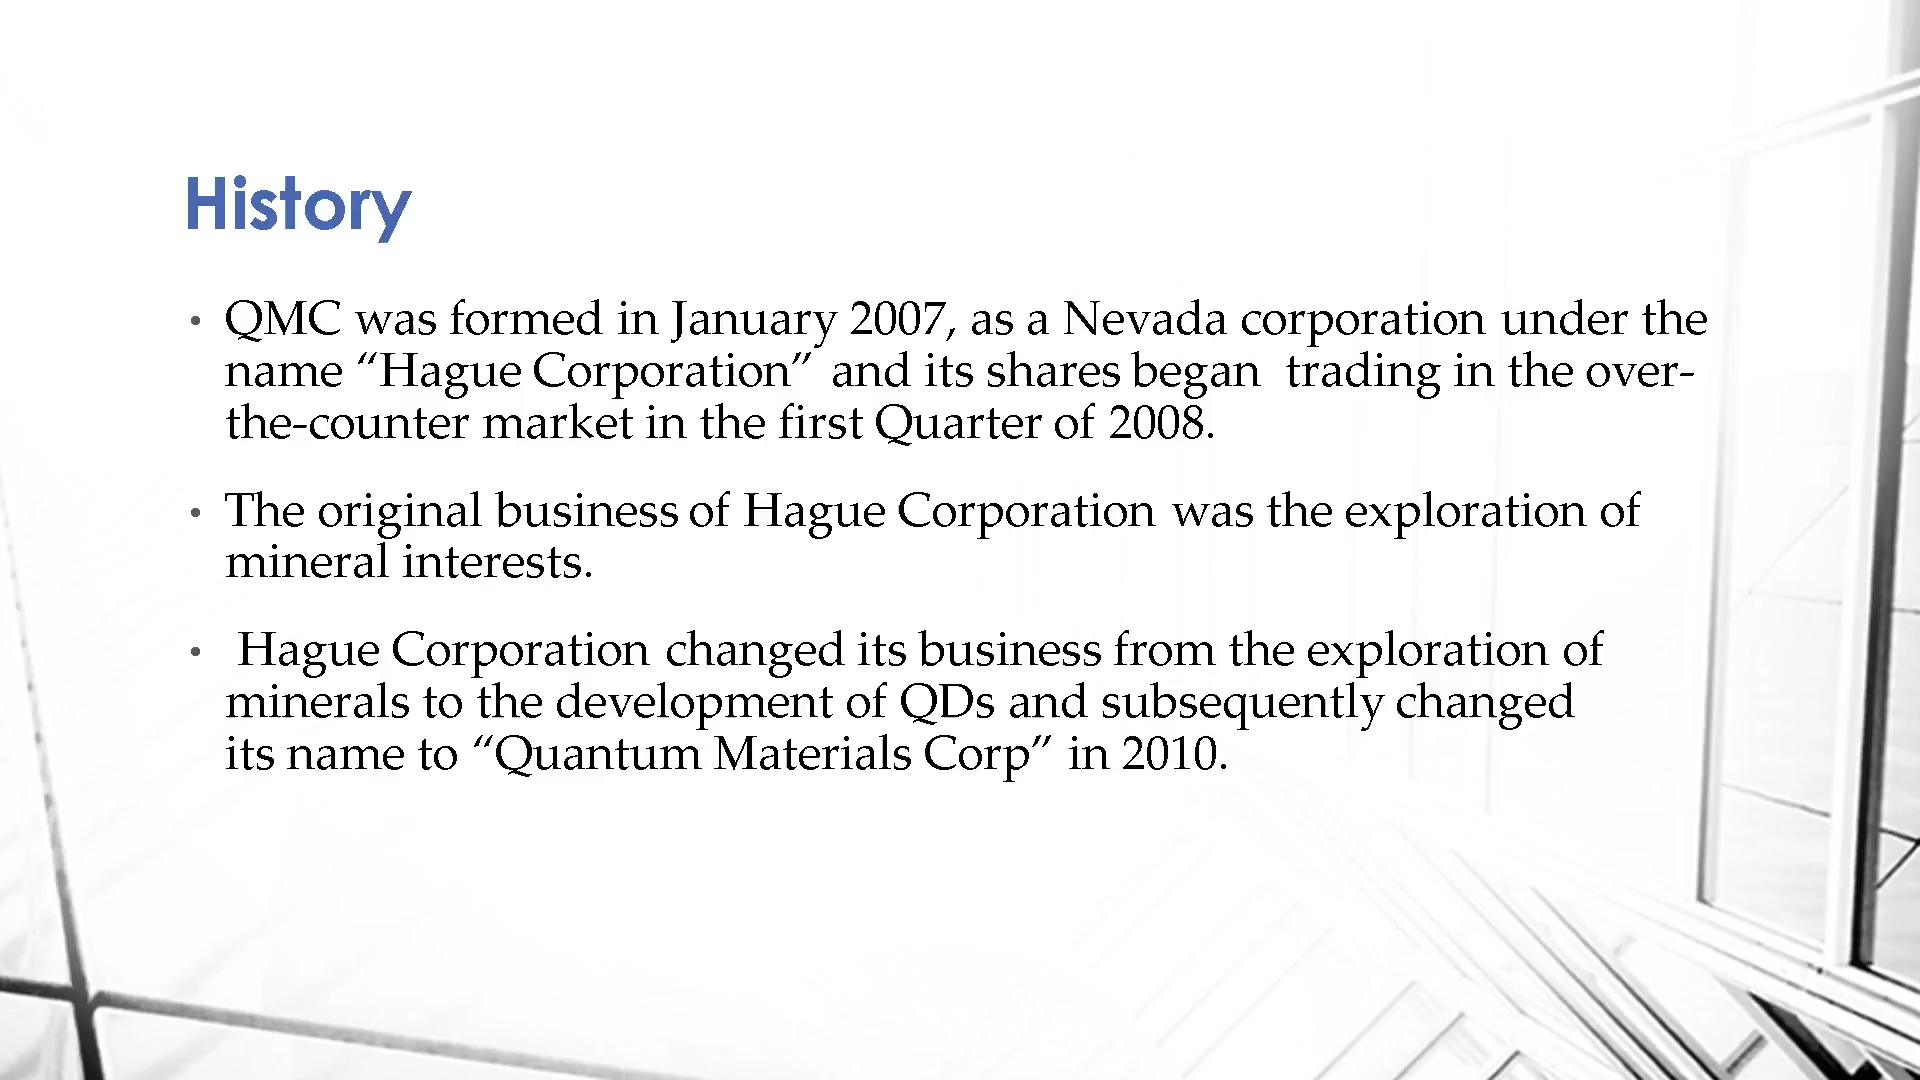 History
• QMC was formed in January 2007, as a Nevada corporation under the
name “Hague Corporation” and its shares began  trading in the over-
the-counter market in the first Quarter of 2008.
• The original business of Hague Corporation was the exploration of
mineral interests.
•  Hague Corporation changed its business from the exploration of
minerals to the development of QDs and subsequently changed
its name to “Quantum Materials Corp” in 2010.